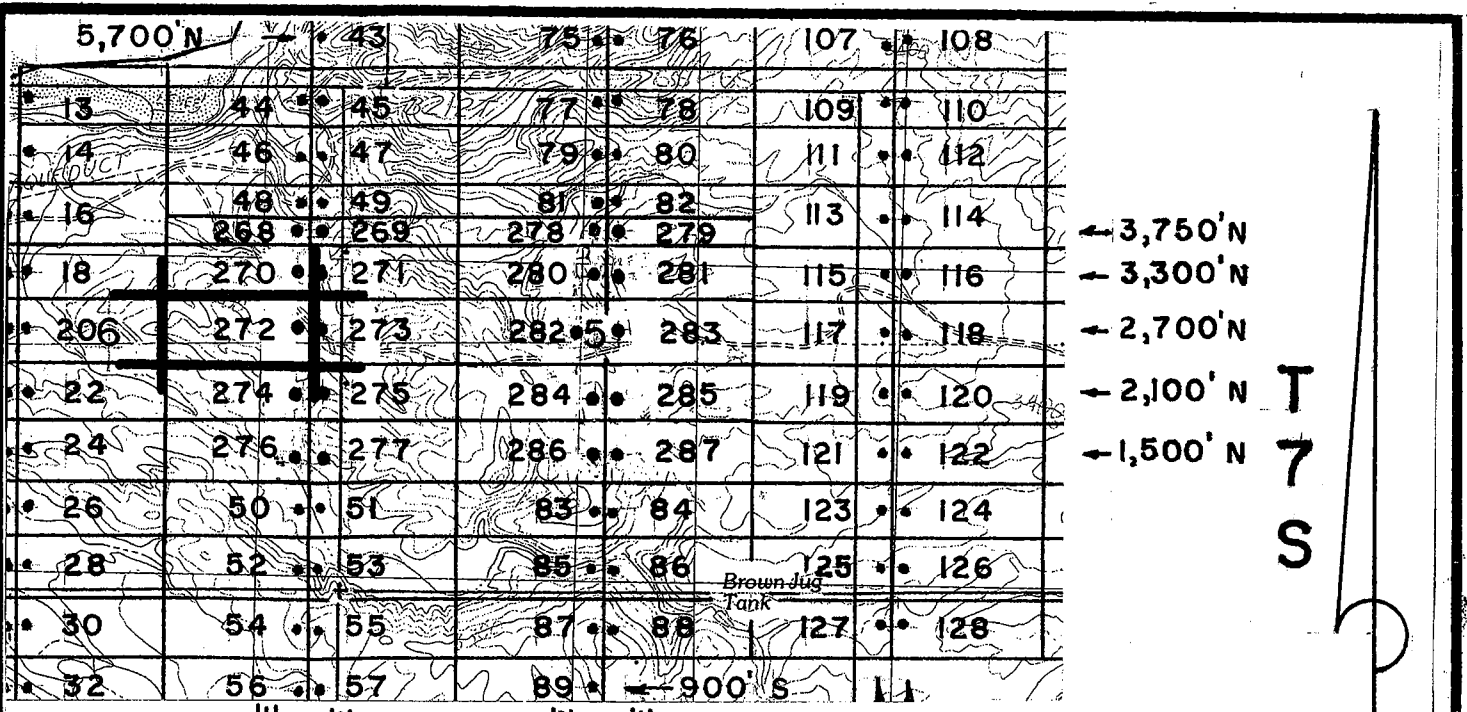 5,700'N 43 75 76 107 108
13 44 45 77 78 109 110
14 46 47 79 80 111 112
AQUEDUCT
16 48 49 81 82 113 114
268 269 278 279 ←3,750'N
18 270 271 280 281 115 116 ←3,300'N
206 272 273 282 5 283 117 118 ←2,700'N
22 274 275 284 285 119 120 ←2,100'N T
24 276 277 286 287 121 122 ←1,500'N 7
26 50 51 83 84 123 124 S
28 52 53 85 86 125 126
Brown Jug
Tank
30 54 55 87 88 127 128
32 56 57 89 ←900'S